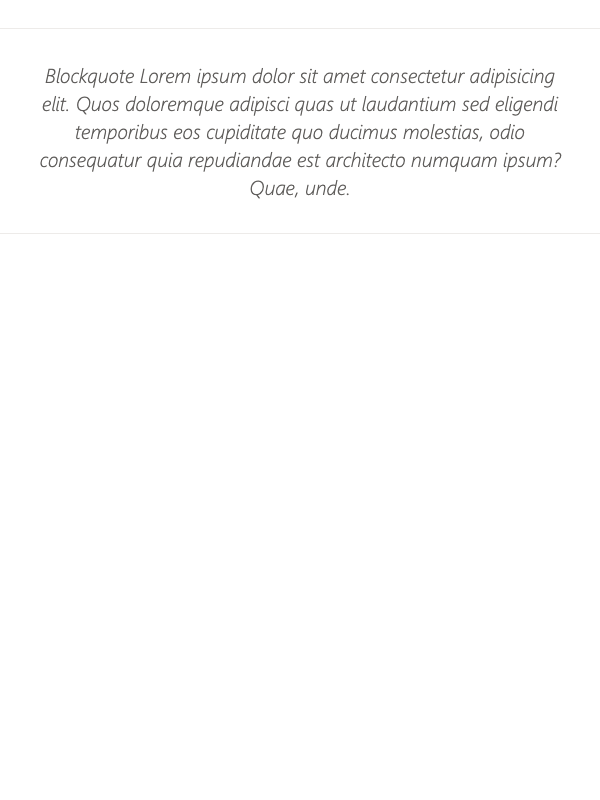 Blockquote Lorem ipsum dolor sit amet consectetur adipisicing
elit. Quos doloremque adipisci quas ut laudantium sed eligendi
temporibus eos cupiditate quo ducimus molestias, odio
consequatur quia repudiandae est architecto numquam ipsum?
Quae, unde.